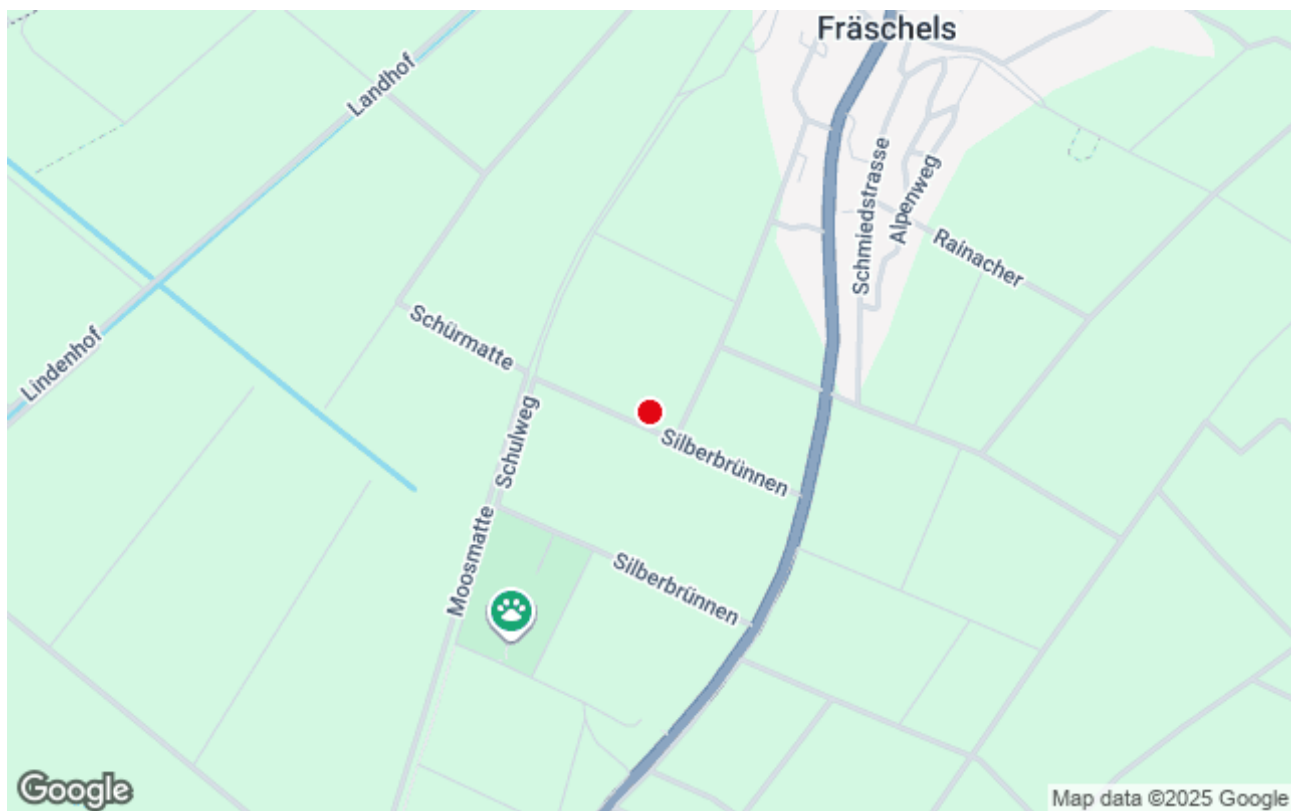 Fräschels
Landhof
Schmiedstrasse
Alpenweg
Rainacher
Lindenhof
Schürmatte
Schulweg
Silberbrünnen
Moosmatte
Silberbrünnen
Google
Map data ©2025 Google